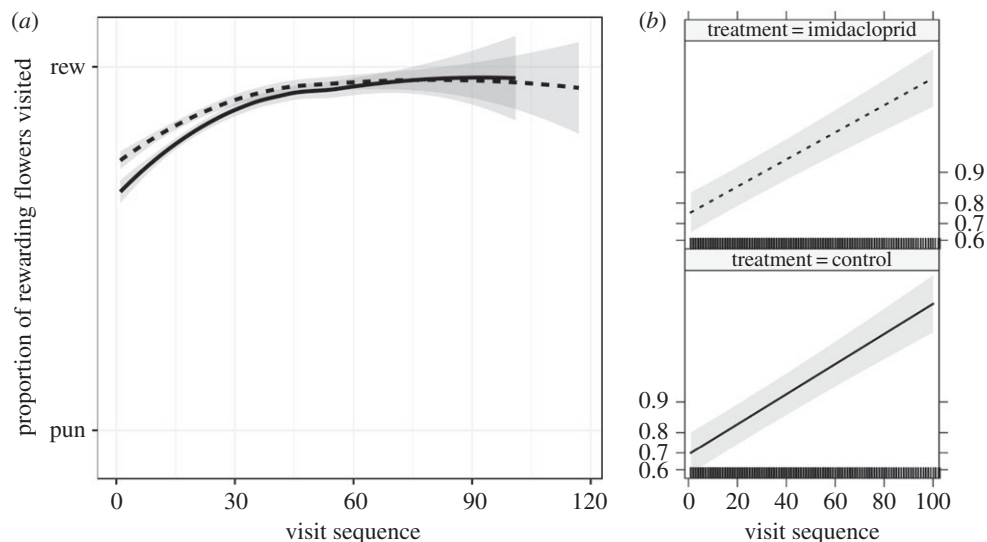 (a)
proportion of rewarding flowers visited
rew
pun
0 30 60 90 120
visit sequence
(b)
treatment = imidacloprid
0.9
0.8
0.7
0.6
treatment = control
0.9
0.8
0.7
0.6
0 20 40 60 80 100
visit sequence